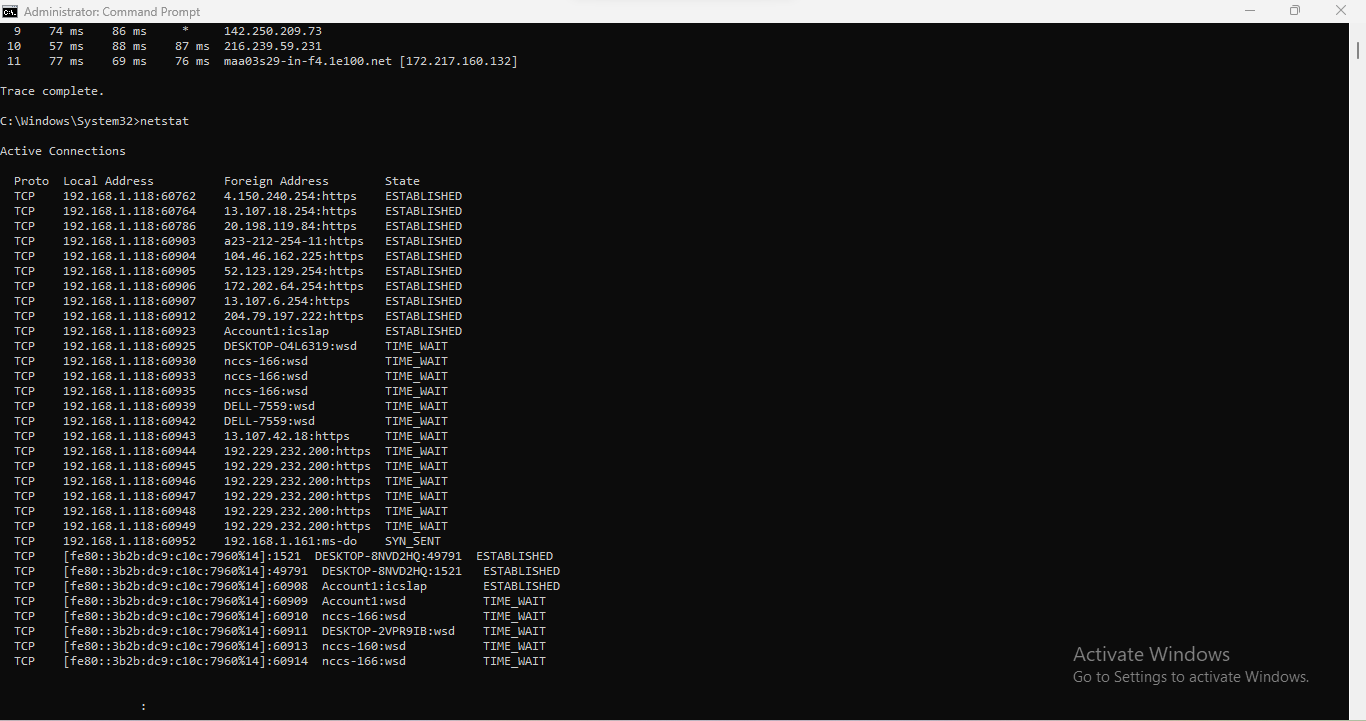 Administrator: Command Prompt
9 74 ms 86 ms * 142.250.209.73
10 57 ms 88 ms 87 ms 216.239.59.231
11 77 ms 69 ms 76 ms maa03s29-in-f4.1e100.net [172.217.160.132]
Trace complete.
C:\Windows\System32>netstat
Active Connections
Proto Local Address Foreign Address State
TCP 192.168.1.118:60762 4.150.240.254:https ESTABLISHED
TCP 192.168.1.118:60764 13.107.18.254:https ESTABLISHED
TCP 192.168.1.118:60786 20.198.119.84:https ESTABLISHED
TCP 192.168.1.118:60903 a23-212-254-11:https ESTABLISHED
TCP 192.168.1.118:60904 104.46.162.225:https ESTABLISHED
TCP 192.168.1.118:60905 52.123.129.254:https ESTABLISHED
TCP 192.168.1.118:60906 172.202.64.254:https ESTABLISHED
TCP 192.168.1.118:60907 13.107.6.254:https ESTABLISHED
TCP 192.168.1.118:60912 204.79.197.222:https ESTABLISHED
TCP 192.168.1.118:60923 Account1:icslap ESTABLISHED
TCP 192.168.1.118:60925 DESKTOP-O4L6319:wsd TIME_WAIT
TCP 192.168.1.118:60930 nccs-166:wsd TIME_WAIT
TCP 192.168.1.118:60933 nccs-166:wsd TIME_WAIT
TCP 192.168.1.118:60935 nccs-166:wsd TIME_WAIT
TCP 192.168.1.118:60939 DELL-7559:wsd TIME_WAIT
TCP 192.168.1.118:60942 DELL-7559:wsd TIME_WAIT
TCP 192.168.1.118:60943 13.107.42.18:https TIME_WAIT
TCP 192.168.1.118:60944 192.229.232.200:https TIME_WAIT
TCP 192.168.1.118:60945 192.229.232.200:https TIME_WAIT
TCP 192.168.1.118:60946 192.229.232.200:https TIME_WAIT
TCP 192.168.1.118:60947 192.229.232.200:https TIME_WAIT
TCP 192.168.1.118:60948 192.229.232.200:https TIME_WAIT
TCP 192.168.1.118:60949 192.229.232.200:https TIME_WAIT
TCP 192.168.1.118:60952 192.168.1.161:ms-do SYN_SENT
TCP [fe80::3b2b:dc9:c10c:7960%14]:1521 DESKTOP-8NVD2HQ:49791 ESTABLISHED
TCP [fe80::3b2b:dc9:c10c:7960%14]:49791 DESKTOP-8NVD2HQ:1521 ESTABLISHED
TCP [fe80::3b2b:dc9:c10c:7960%14]:60908 Account1:icslap ESTABLISHED
TCP [fe80::3b2b:dc9:c10c:7960%14]:60909 Account1:wsd TIME_WAIT
TCP [fe80::3b2b:dc9:c10c:7960%14]:60910 nccs-166:wsd TIME_WAIT
TCP [fe80::3b2b:dc9:c10c:7960%14]:60911 DESKTOP-2VPR9IB:wsd TIME_WAIT
TCP [fe80::3b2b:dc9:c10c:7960%14]:60913 nccs-160:wsd TIME_WAIT
TCP [fe80::3b2b:dc9:c10c:7960%14]:60914 nccs-166:wsd TIME_WAIT
:
Activate Windows
Go to Settings to activate Windows.